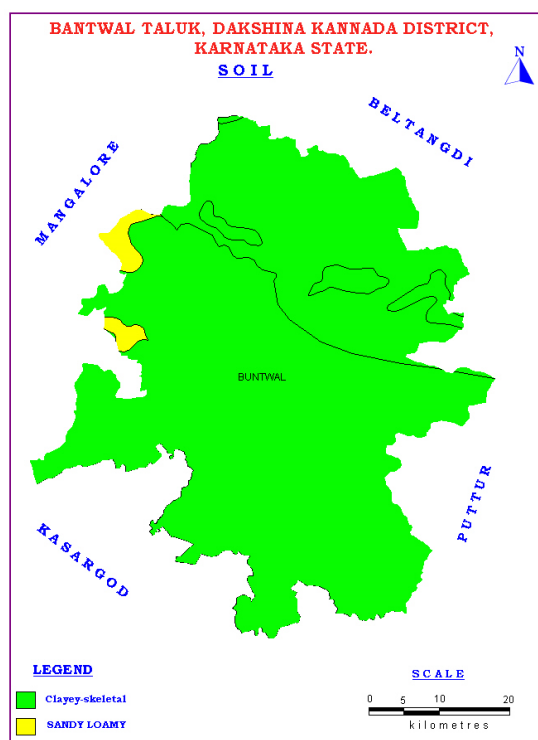 BANTWAL TALUK, DAKSHINA KANNADA DISTRICT,
KARNATAKA STATE.
SOIL
N
BELTANGDI
MANGALORE
BUNTWAL
PUTTUR
KASARGOD
LEGEND
Clayey-skeletal
SANDY LOAMY
SCALE
0 5 10 20
kilometres